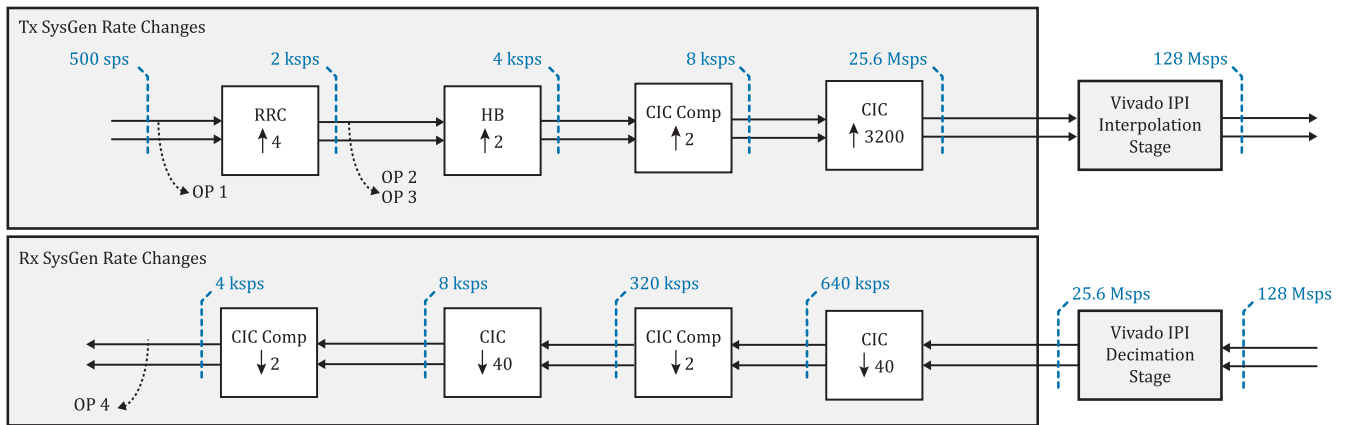 Tx SysGen Rate Changes
500 sps
2 ksps
4 ksps
8 ksps
25.6 Msps
128 Msps
RRC
↑ 4
HB
↑ 2
CIC Comp
↑ 2
CIC
↑ 3200
Vivado IPI
Interpolation
Stage
OP 1
OP 2
OP 3
Rx SysGen Rate Changes
4 ksps
8 ksps
320 ksps
640 ksps
25.6 Msps
128 Msps
CIC Comp
↓ 2
CIC
↓ 40
CIC Comp
↓ 2
CIC
↓ 40
Vivado IPI
Decimation
Stage
OP 4